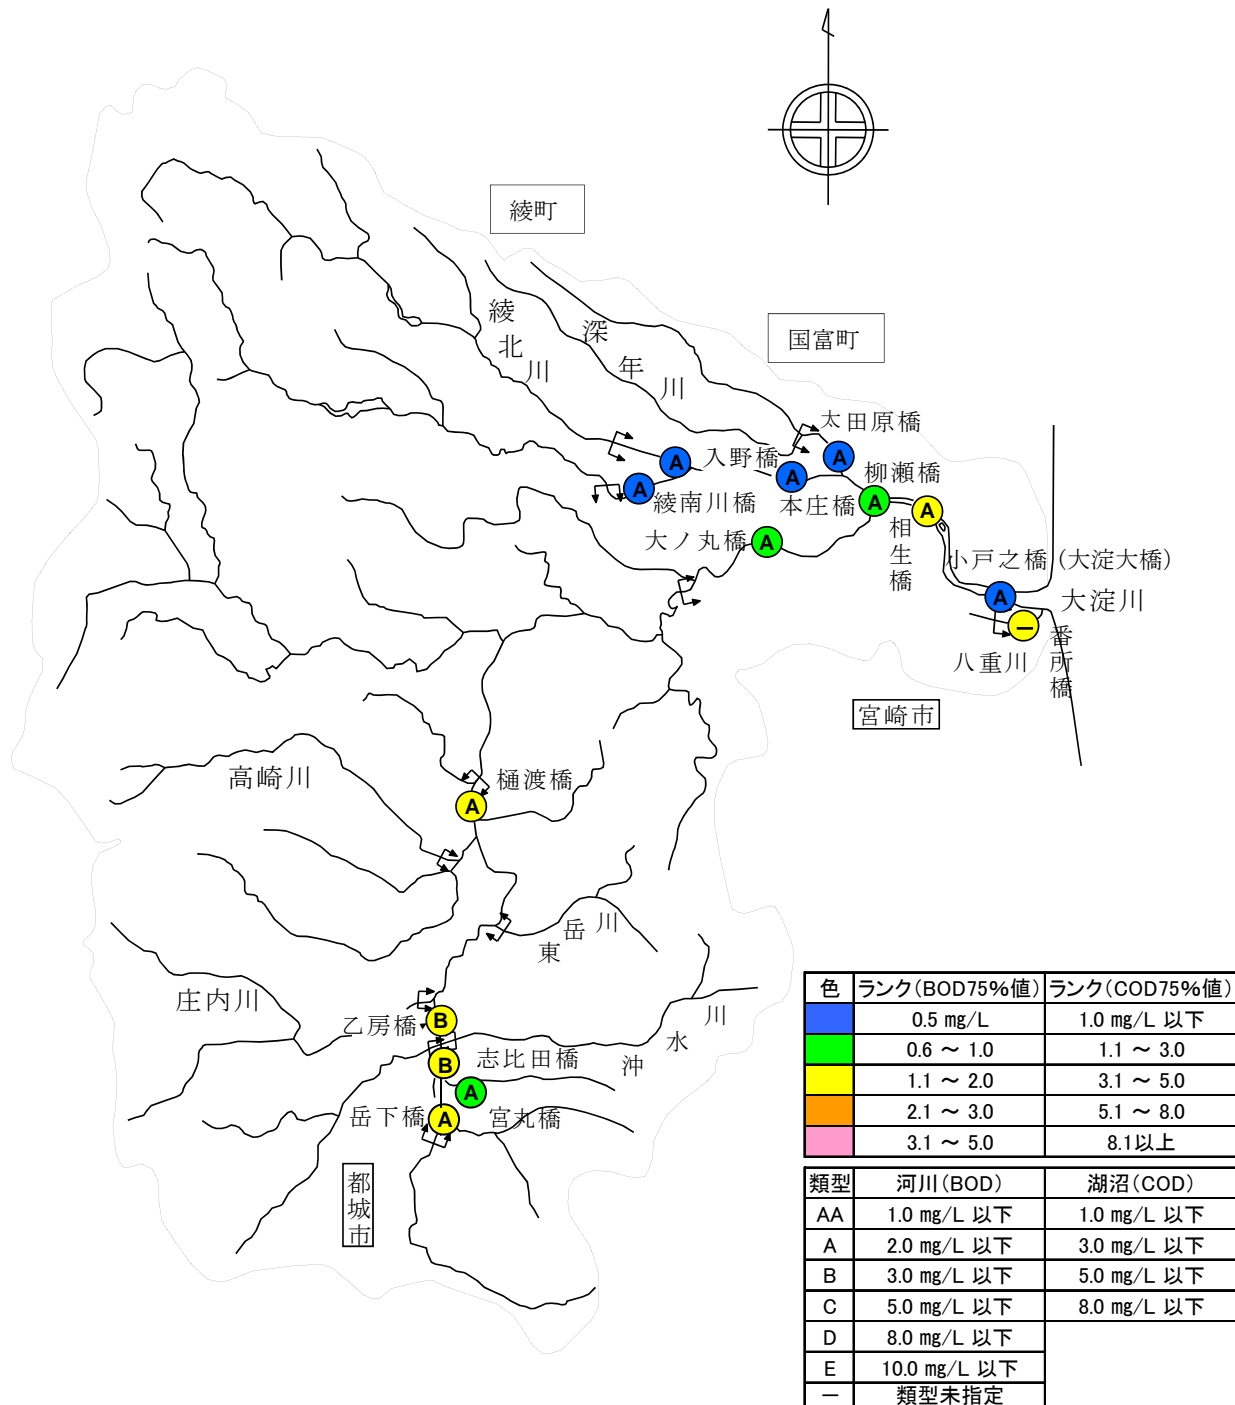 綾町
国富町
綾北川
深年川
太田原橋
入野橋
柳瀬橋
A
A
A
A
綾南川橋
本庄橋
A
A
大ノ丸橋
A
相生橋
小戸之橋(大淀大橋)
A
大淀川
－
八重川
番所橋
宮崎市
高崎川
樋渡橋
A
東岳川
庄内川
乙房橋
B
沖水川
志比田橋
B
A
岳下橋
A
宮丸橋
都城市
色 ランク(BOD75%値) ランク(COD75%値)
0.5 mg/L 1.0 mg/L 以下
0.6 ～ 1.0 1.1 ～ 3.0
1.1 ～ 2.0 3.1 ～ 5.0
2.1 ～ 3.0 5.1 ～ 8.0
3.1 ～ 5.0 8.1以上
類型 河川(BOD) 湖沼(COD)
AA 1.0 mg/L 以下 1.0 mg/L 以下
A 2.0 mg/L 以下 3.0 mg/L 以下
B 3.0 mg/L 以下 5.0 mg/L 以下
C 5.0 mg/L 以下 8.0 mg/L 以下
D 8.0 mg/L 以下
E 10.0 mg/L 以下
－ 類型未指定